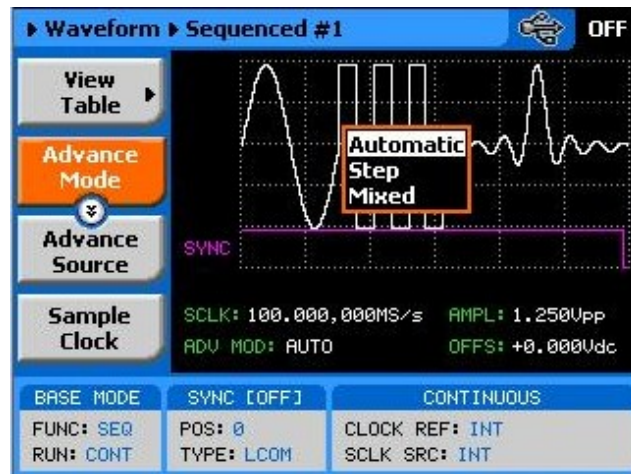 Waveform Sequenced #1 OFF
View
Table
Advance
Mode
Advance
Source
Sample
Clock
Automatic
Step
Mixed
SYNC
SCLK: 100.000,000MS/s AMPL: 1.250Vpp
ADV MOD: AUTO OFFS: +0.000Vdc
BASE MODE SYNC [OFF] CONTINUOUS
FUNC: SEQ POS: 0 CLOCK REF: INT
RUN: CONT TYPE: LCOM SCLK SRC: INT